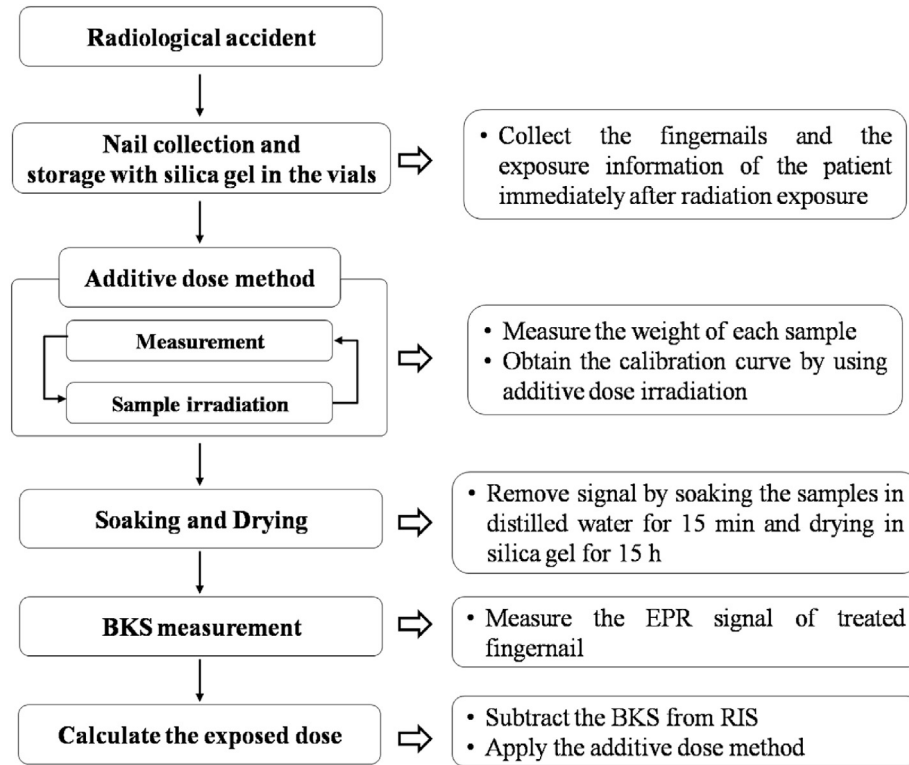 Radiological accident
Nail collection and
storage with silica gel in the vials
• Collect the fingernails and the
exposure information of the patient
immediately after radiation exposure
Additive dose method
Measurement
Sample irradiation
• Measure the weight of each sample
• Obtain the calibration curve by using
additive dose irradiation
Soaking and Drying
• Remove signal by soaking the samples in
distilled water for 15 min and drying in
silica gel for 15 h
BKS measurement
• Measure the EPR signal of treated
fingernail
Calculate the exposed dose
• Subtract the BKS from RIS
• Apply the additive dose method